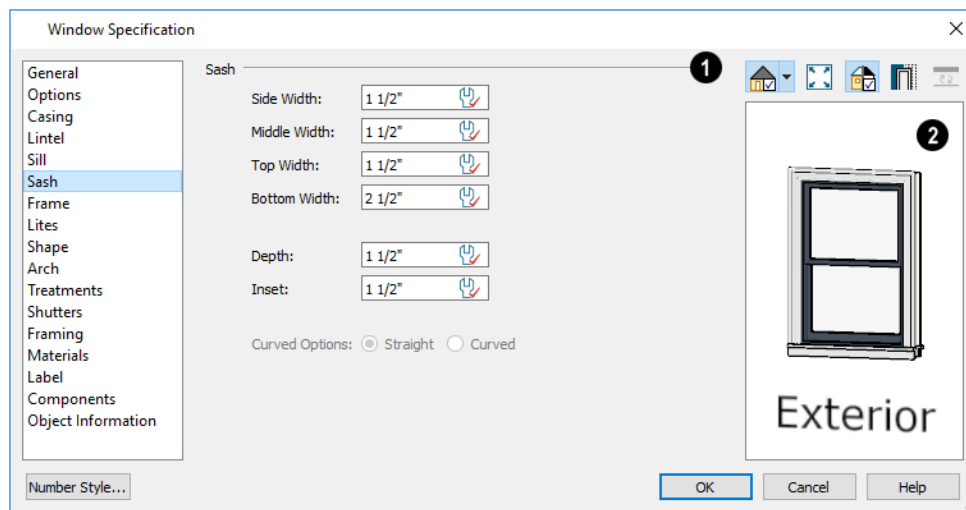 Window Specification
General
Options
Casing
Lintel
Sill
Sash
Frame
Lites
Shape
Arch
Treatments
Shutters
Framing
Materials
Label
Components
Object Information
Sash
Side Width: 1 1/2"
Middle Width: 1 1/2"
Top Width: 1 1/2"
Bottom Width: 2 1/2"
Depth: 1 1/2"
Inset: 1 1/2"
Curved Options: Straight Curved
1
2
Exterior
Number Style...
OK Cancel Help